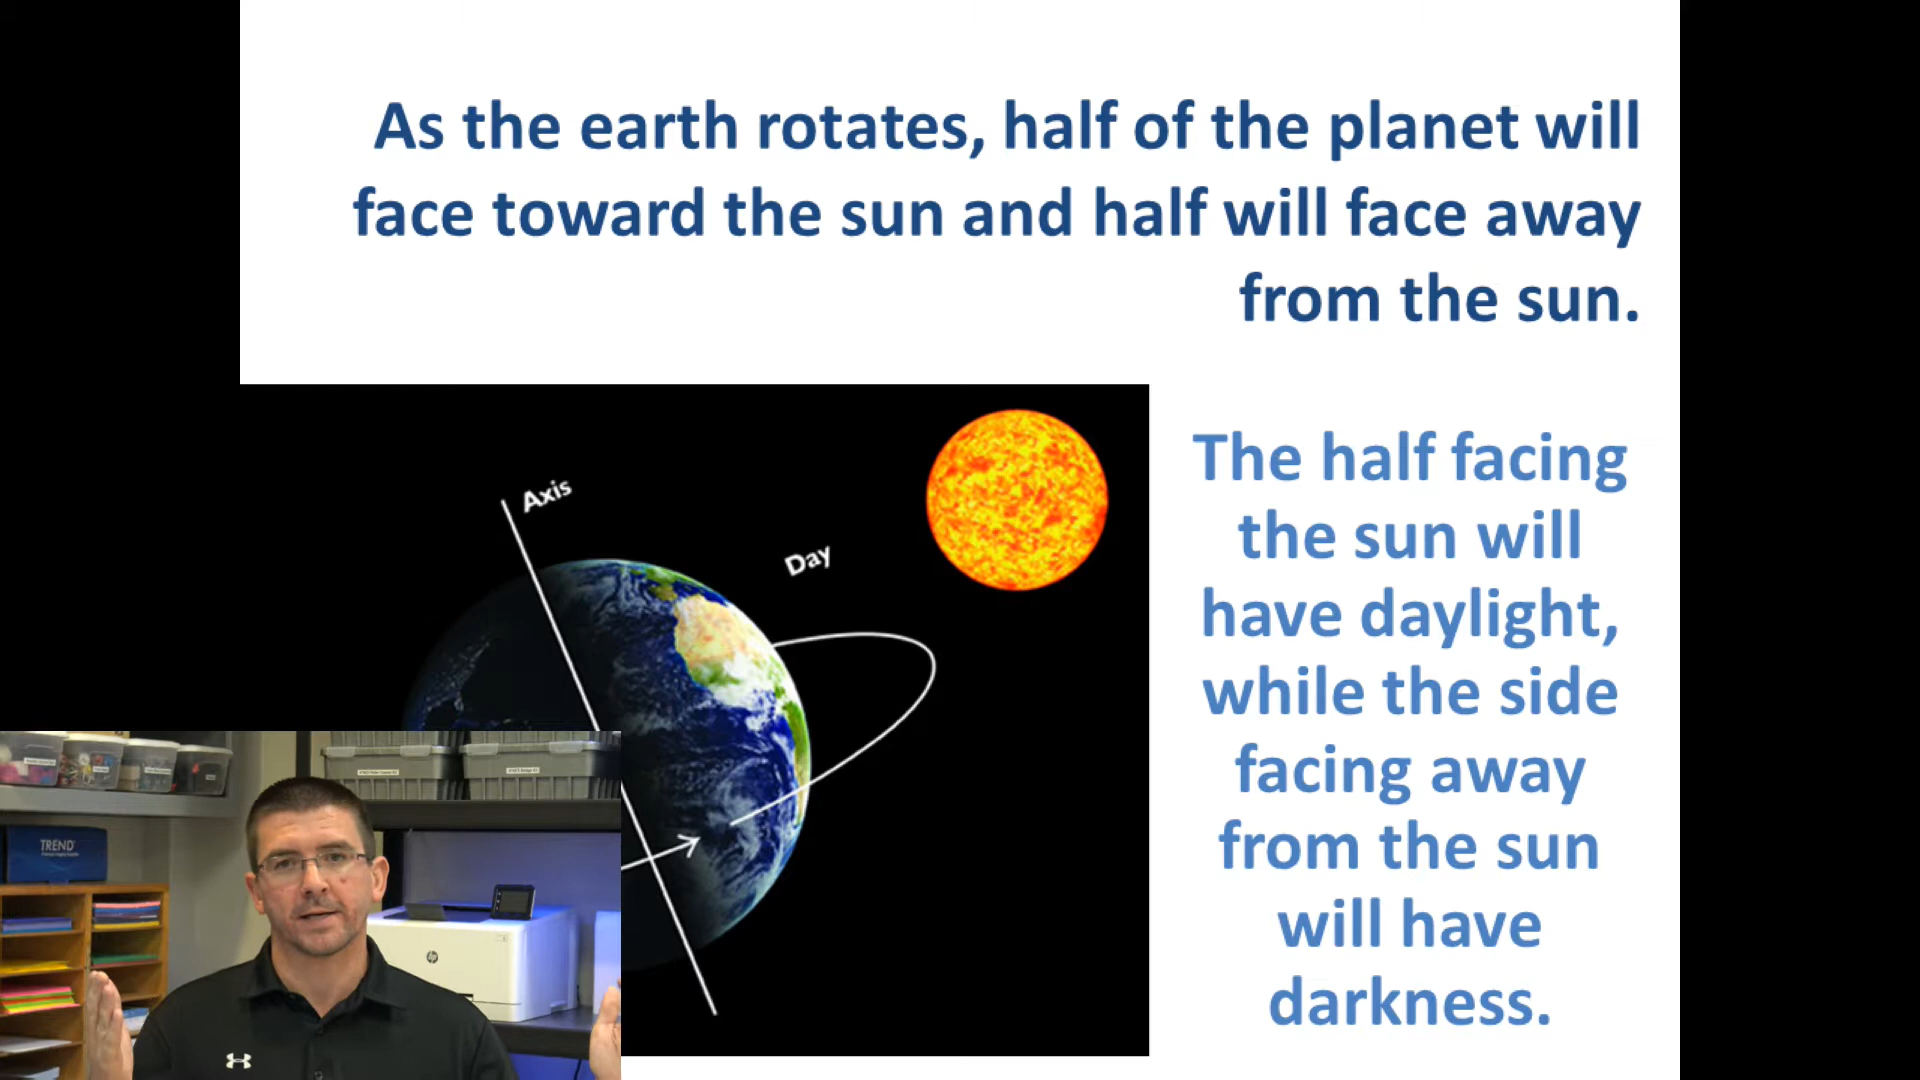 As the earth rotates, half of the planet will
face toward the sun and half will face away
from the sun.
Axis
Day
The half facing
the sun will
have daylight,
while the side
facing away
from the sun
will have
darkness.
TREND
hp